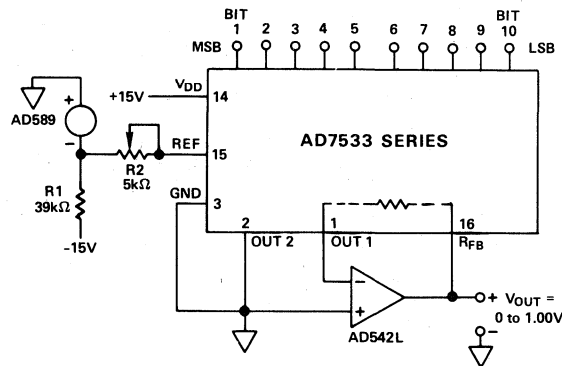 BIT BIT
1 2 3 4 5 6 7 8 9 10
MSB LSB
VDD
+15V 14
AD589
+
-
AD7533 SERIES
REF
15
R2
5kΩ
R1
39kΩ
-15V
GND
3
2 1 16
OUT 2 OUT 1 RFB
-
+
AD542L
+ VOUT =
0 to 1.00V
-